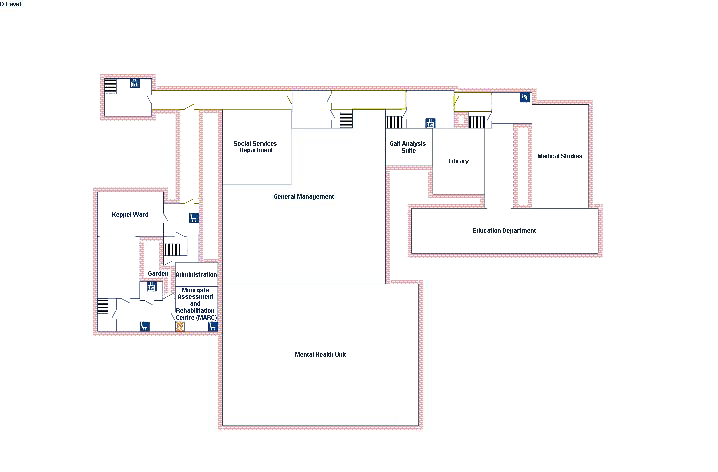 D Level
Social Services
Department
Gait Analysis
Suite
Library
Medical Studies
General Management
Keppel Ward
Education Department
Garden
Administration
Moorgate
Assessment
and
Rehabilitation
Centre (MARC)
Mental Health Unit